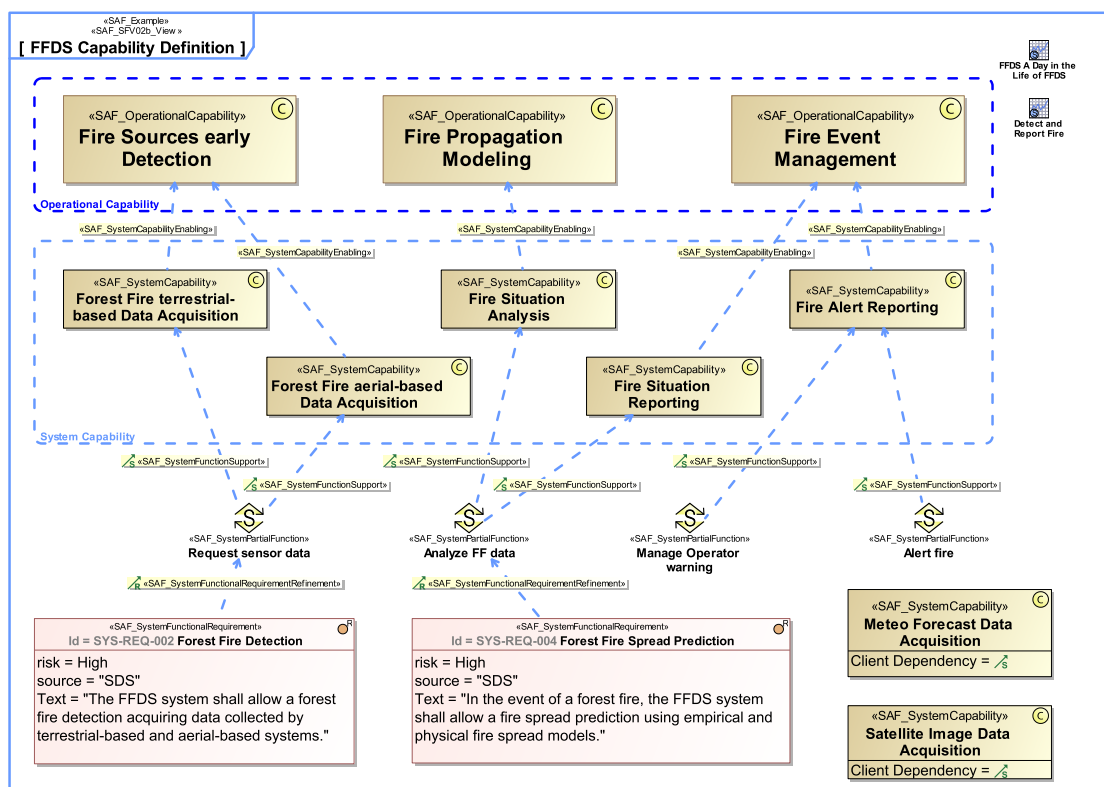 «SAF_Example»
«SAF_SFV02b_View »
[ FFDS Capability Definition ]
FFDS A Day in the
Life of FFDS
Detect and
Report Fire
«SAF_OperationalCapability»
Fire Sources early
Detection
C
«SAF_OperationalCapability»
Fire Propagation
Modeling
C
«SAF_OperationalCapability»
Fire Event
Management
C
Operational Capability
«SAF_SystemCapabilityEnabling»
«SAF_SystemCapabilityEnabling»
«SAF_SystemCapabilityEnabling»
«SAF_SystemCapabilityEnabling»
«SAF_SystemCapabilityEnabling»
«SAF_SystemCapability»
Forest Fire terrestrial-
based Data Acquisition
C
«SAF_SystemCapability»
Fire Situation
Analysis
C
«SAF_SystemCapability»
Fire Alert Reporting
C
«SAF_SystemCapability»
Forest Fire aerial-based
Data Acquisition
C
«SAF_SystemCapability»
Fire Situation
Reporting
C
System Capability
S «SAF_SystemFunctionSupport»
S «SAF_SystemFunctionSupport»
S «SAF_SystemFunctionSupport»
S «SAF_SystemFunctionSupport»
S «SAF_SystemFunctionSupport»
S «SAF_SystemFunctionSupport»
S
«SAF_SystemPartialFunction»
Request sensor data
S
«SAF_SystemPartialFunction»
Analyze FF data
S
«SAF_SystemPartialFunction»
Manage Operator
warning
S
«SAF_SystemPartialFunction»
Alert fire
R «SAF_SystemFunctionalRequirementRefinement»
R «SAF_SystemFunctionalRequirementRefinement»
«SAF_SystemFunctionalRequirement»
R
Id = SYS-REQ-002 Forest Fire Detection
risk = High
source = "SDS"
Text = "The FFDS system shall allow a forest
fire detection acquiring data collected by
terrestrial-based and aerial-based systems."
«SAF_SystemFunctionalRequirement»
R
Id = SYS-REQ-004 Forest Fire Spread Prediction
risk = High
source = "SDS"
Text = "In the event of a forest fire, the FFDS system
shall allow a fire spread prediction using empirical and
physical fire spread models."
«SAF_SystemCapability»
C
Meteo Forecast Data
Acquisition
Client Dependency = S
«SAF_SystemCapability»
C
Satellite Image Data
Acquisition
Client Dependency = S